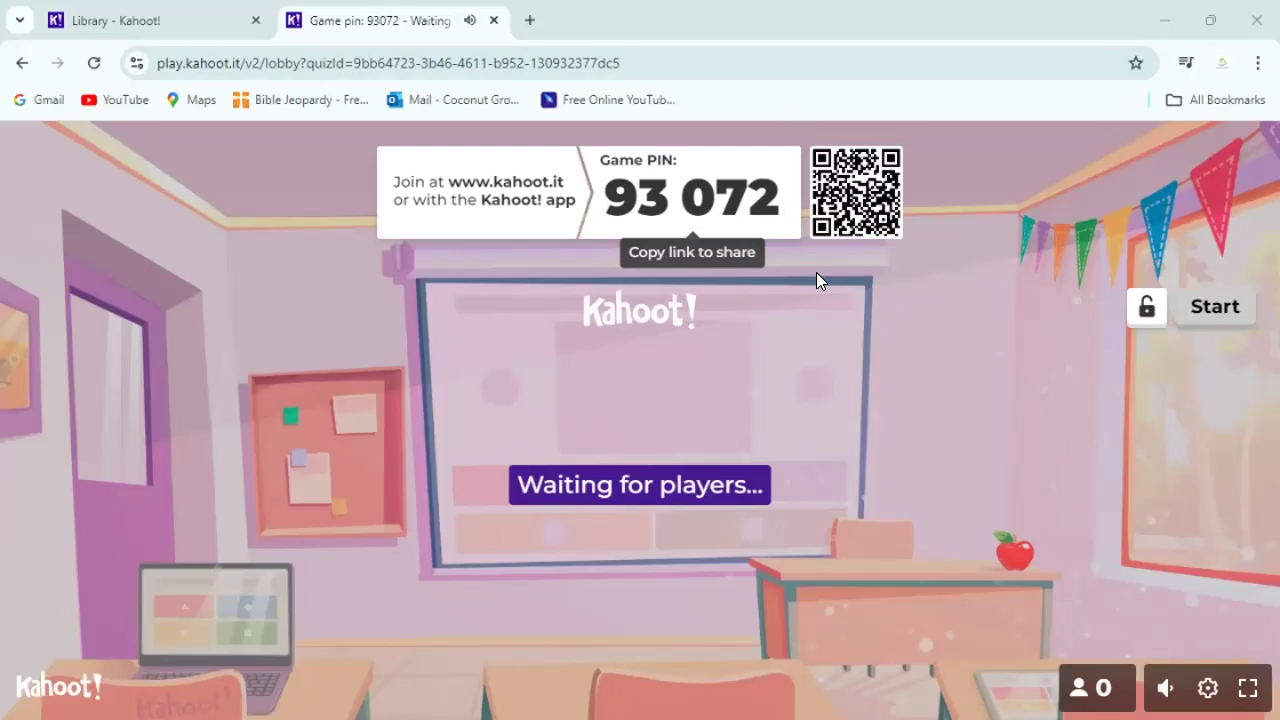 Library - Kahoot!
Game pin: 93072 - Waiting
play.kahoot.it/v2/lobby?quizId=9bb64723-3b46-4611-b952-130932377dc5
Gmail
YouTube
Maps
Bible Jeopardy - Fre...
Mail - Coconut Gro...
Free Online YouTub...
All Bookmarks
Join at www.kahoot.it
or with the Kahoot! app
Game PIN:
93 072
Copy link to share
Kahoot!
Start
Waiting for players...
Kahoot!
0